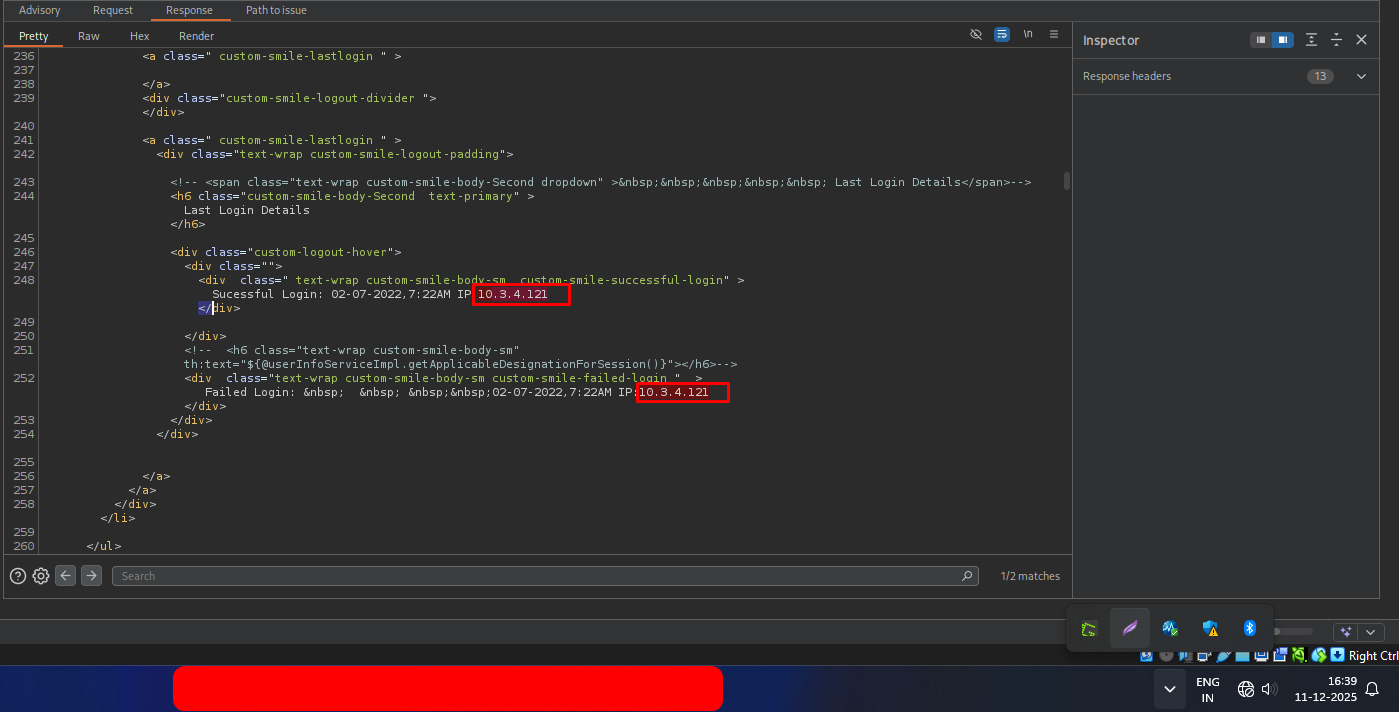 Advisory Request Response Path to issue
Pretty Raw Hex Render \n
Inspector
Response headers 13
236 <a class=" custom-smile-lastlogin " >
237
238 </a>
239 <div class="custom-smile-logout-divider ">
</div>
240
241 <a class=" custom-smile-lastlogin " >
242 <div class="text-wrap custom-smile-logout-padding">
243 <!-- <span class="text-wrap custom-smile-body-Second dropdown" >&nbsp;&nbsp;&nbsp;&nbsp;&nbsp; Last Login Details</span>-->
244 <h6 class="custom-smile-body-Second  text-primary" >
Last Login Details
</h6>
245
246 <div class="custom-logout-hover">
247 <div class="">
248 <div  class=" text-wrap custom-smile-body-sm  custom-smile-successful-login" >
Sucessful Login: 02-07-2022,7:22AM IP 10.3.4.121
</div>
249
250 </div>
251 <!--  <h6 class="text-wrap custom-smile-body-sm"
th:text="${@userInfoServiceImpl.getApplicableDesignationForSession()}"></h6>-->
252 <div  class="text-wrap custom-smile-body-sm custom-smile-failed-login "  >
Failed Login: &nbsp;  &nbsp; &nbsp;&nbsp;02-07-2022,7:22AM IP:10.3.4.121
</div>
253 </div>
254 </div>
255
256 </a>
257 </a>
258 </div>
</li>
259
260 </ul>
Search
1/2 matches
Right Ctrl
ENG
IN
16:39
11-12-2025